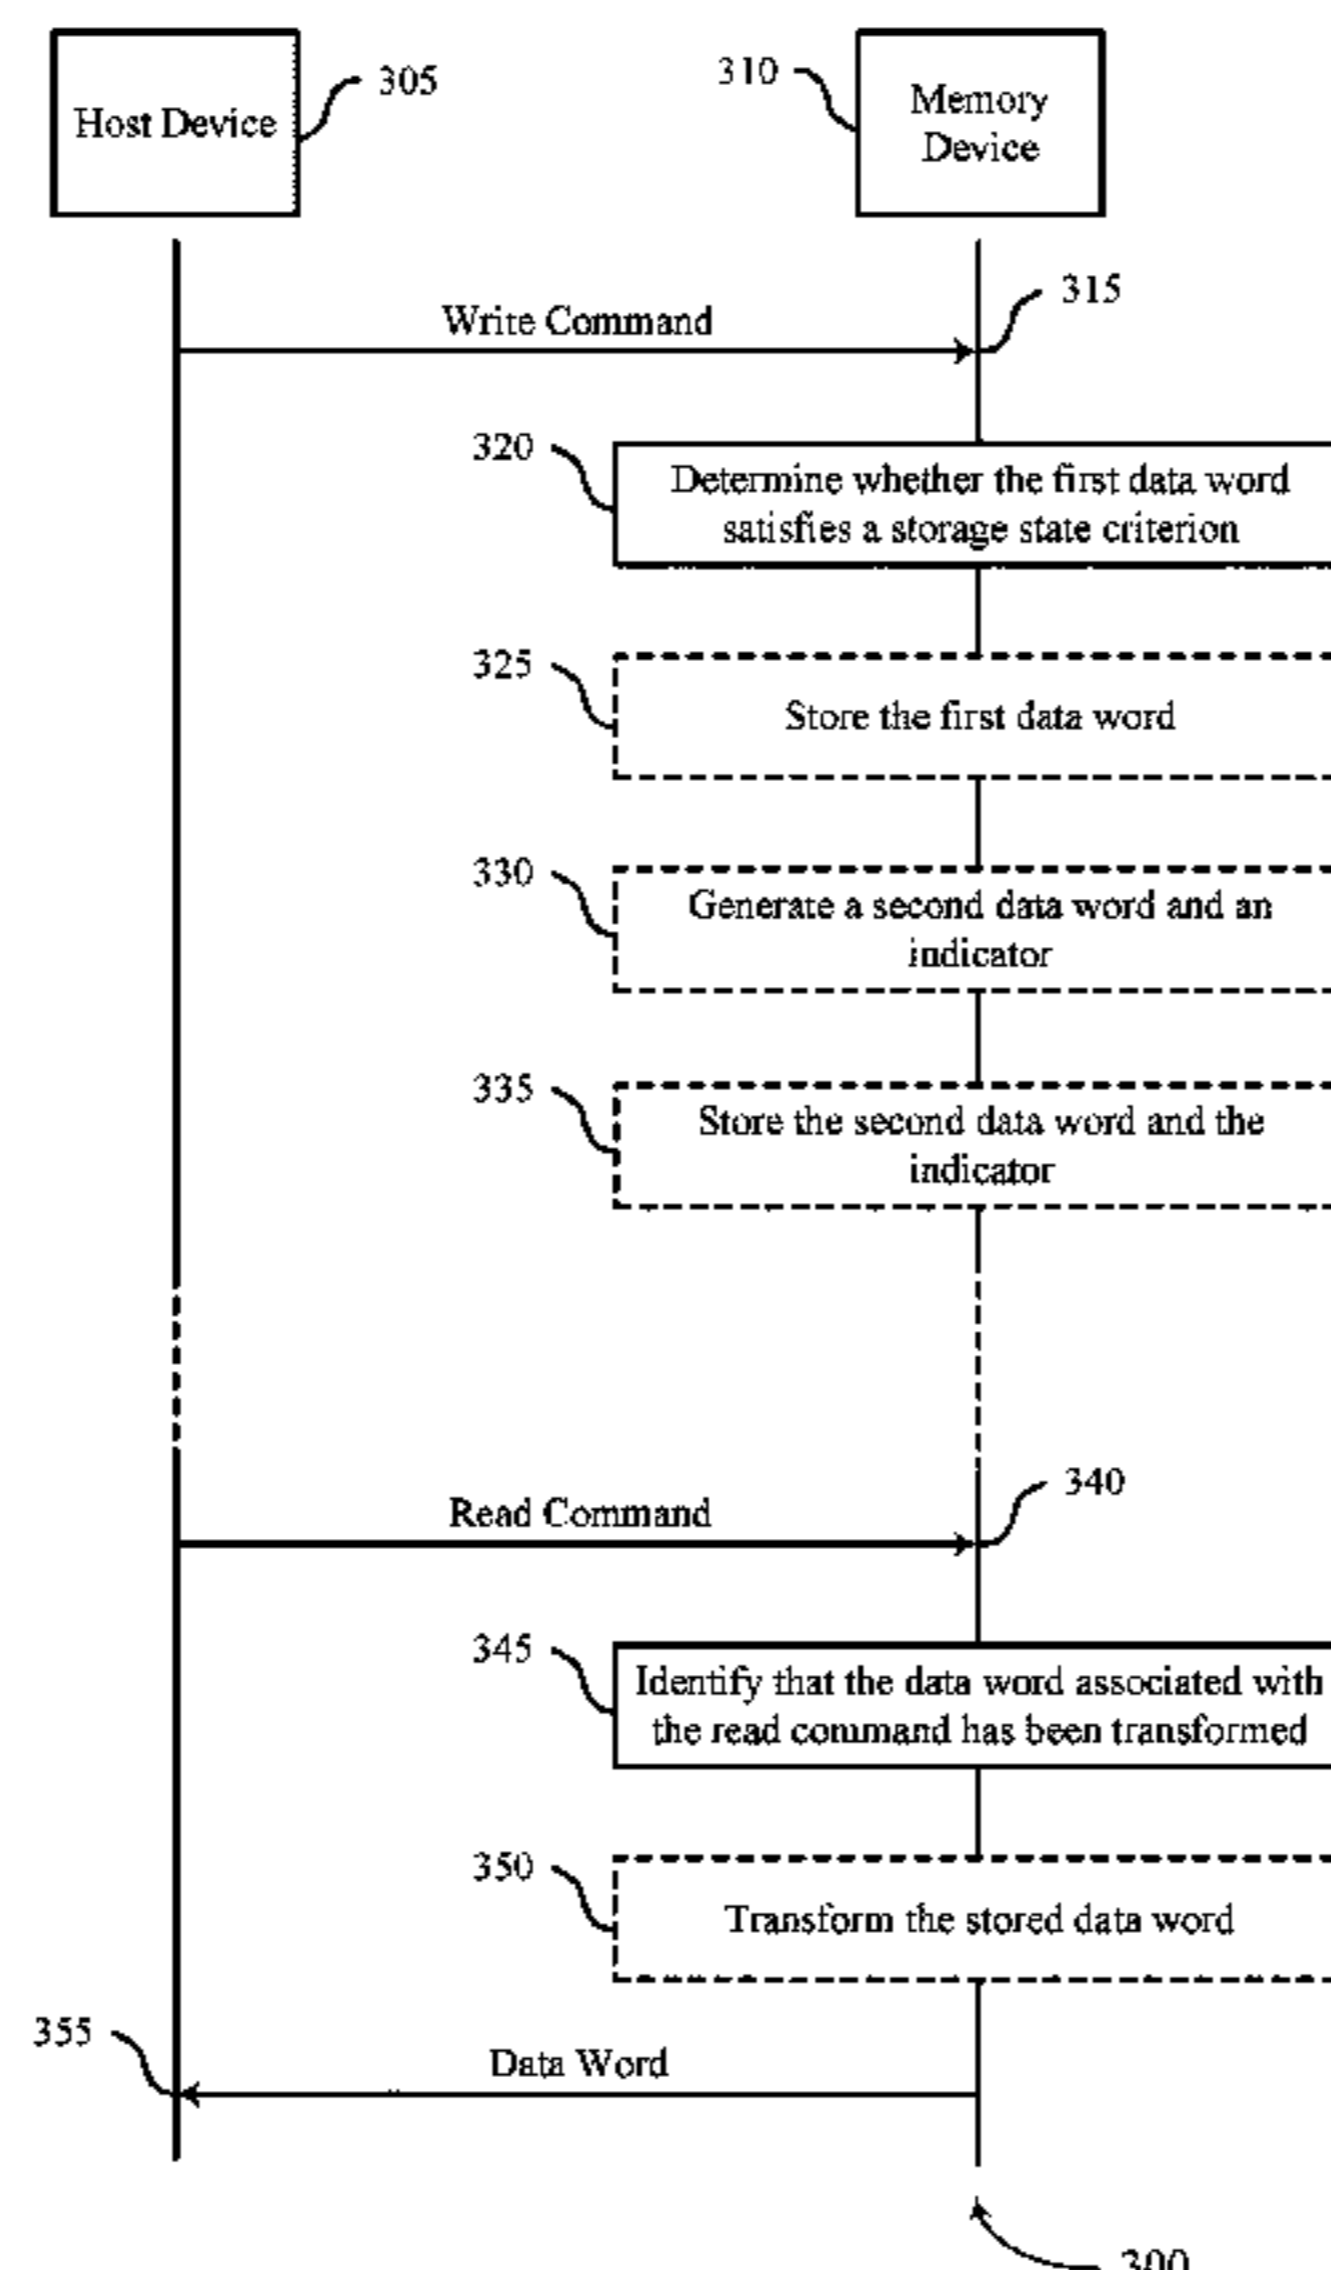 Host Device
305
310
Memory
Device
315
Write Command
320
Determine whether the first data word
satisfies a storage state criterion
325
Store the first data word
330
Generate a second data word and an
indicator
335
Store the second data word and the
indicator
340
Read Command
345
Identify that the data word associated with
the read command has been transformed
350
Transform the stored data word
355
Data Word
300